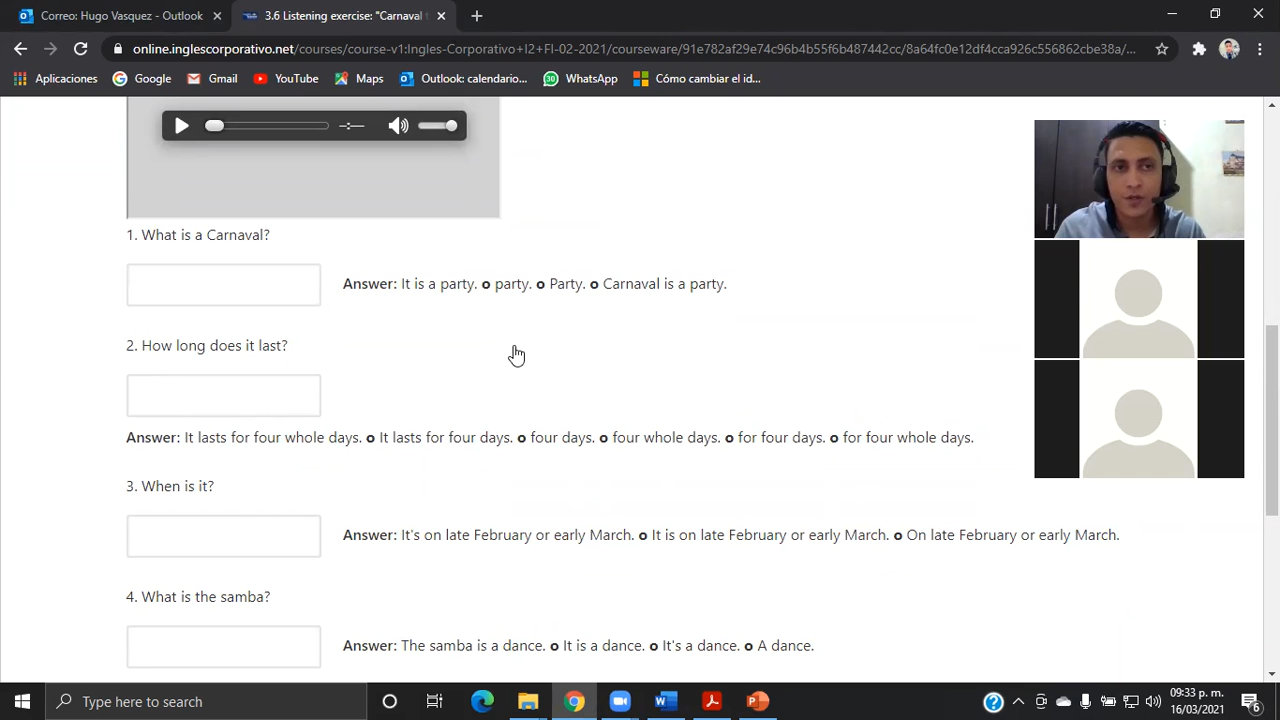 Correo: Hugo Vasquez - Outlook
3.6 Listening exercise: "Carnaval
online.inglescorporativo.net/courses/course-v1:Ingles-Corporativo+I2+FI-02-2021/courseware/91e782af29e74c96b4b55f6b487442cc/8a64fc0e12df4cca926c556862cbe38a/...
Aplicaciones Google Gmail YouTube Maps Outlook: calendario... 30 WhatsApp Cómo cambiar el id...
-:--
1. What is a Carnaval?
Answer: It is a party. o party. o Party. o Carnaval is a party.
2. How long does it last?
Answer: It lasts for four whole days. o It lasts for four days. o four days. o four whole days. o for four days. o for four whole days.
3. When is it?
Answer: It's on late February or early March. o It is on late February or early March. o On late February or early March.
4. What is the samba?
Answer: The samba is a dance. o It is a dance. o It's a dance. o A dance.
Type here to search
09:33 p. m.
16/03/2021
6